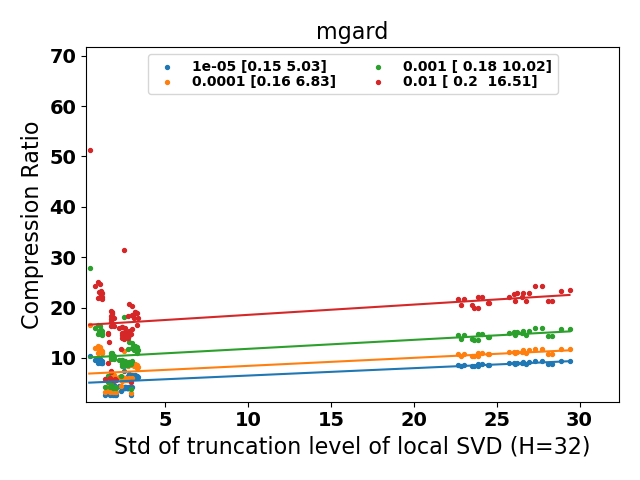 mgard
1e-05 [0.15 5.03]
0.0001 [0.16 6.83]
0.001 [ 0.18 10.02]
0.01 [ 0.2  16.51]
Compression Ratio
70
60
50
40
30
20
10
5
10
15
20
25
30
Std of truncation level of local SVD (H=32)